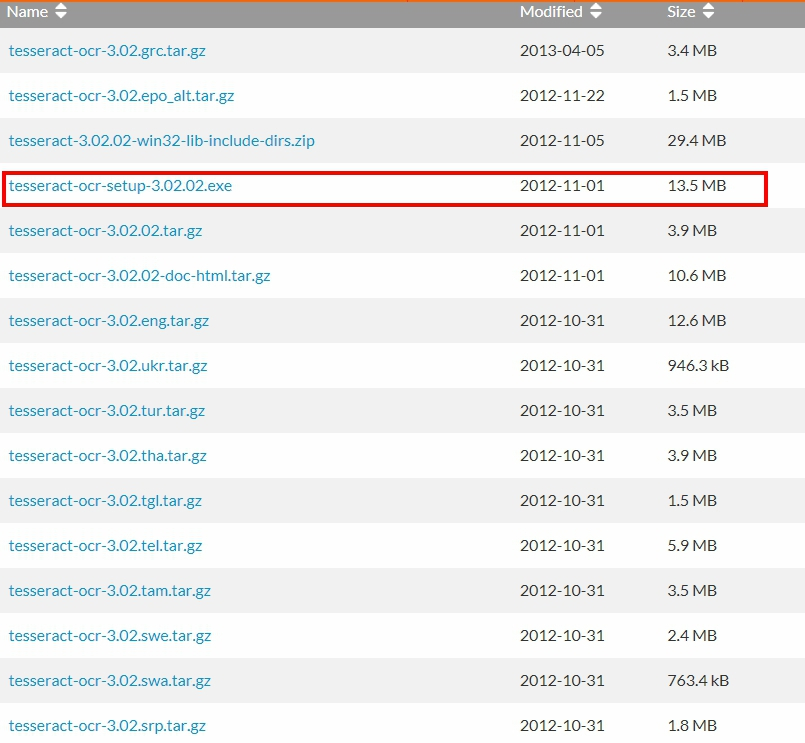 Name Modified Size
tesseract-ocr-3.02.grc.tar.gz 2013-04-05 3.4 MB
tesseract-ocr-3.02.epo_alt.tar.gz 2012-11-22 1.5 MB
tesseract-3.02.02-win32-lib-include-dirs.zip 2012-11-05 29.4 MB
tesseract-ocr-setup-3.02.02.exe 2012-11-01 13.5 MB
tesseract-ocr-3.02.02.tar.gz 2012-11-01 3.9 MB
tesseract-ocr-3.02.02-doc-html.tar.gz 2012-11-01 10.6 MB
tesseract-ocr-3.02.eng.tar.gz 2012-10-31 12.6 MB
tesseract-ocr-3.02.ukr.tar.gz 2012-10-31 946.3 kB
tesseract-ocr-3.02.tur.tar.gz 2012-10-31 3.5 MB
tesseract-ocr-3.02.tha.tar.gz 2012-10-31 3.9 MB
tesseract-ocr-3.02.tgl.tar.gz 2012-10-31 1.5 MB
tesseract-ocr-3.02.tel.tar.gz 2012-10-31 5.9 MB
tesseract-ocr-3.02.tam.tar.gz 2012-10-31 3.5 MB
tesseract-ocr-3.02.swe.tar.gz 2012-10-31 2.4 MB
tesseract-ocr-3.02.swa.tar.gz 2012-10-31 763.4 kB
tesseract-ocr-3.02.srp.tar.gz 2012-10-31 1.8 MB